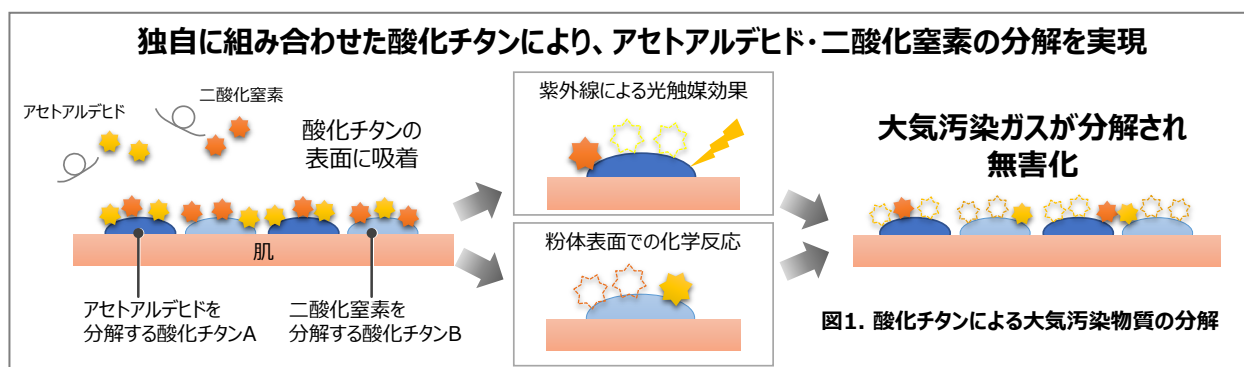 独自に組み合わせた酸化チタンにより、アセトアルデヒド・二酸化窒素の分解を実現
アセトアルデヒド
二酸化窒素
酸化チタンの
表面に吸着
肌
アセトアルデヒドを
分解する酸化チタンA
二酸化窒素を
分解する酸化チタンB
紫外線による光触媒効果
粉体表面での化学反応
大気汚染ガスが分解され
無害化
図1. 酸化チタンによる大気汚染物質の分解